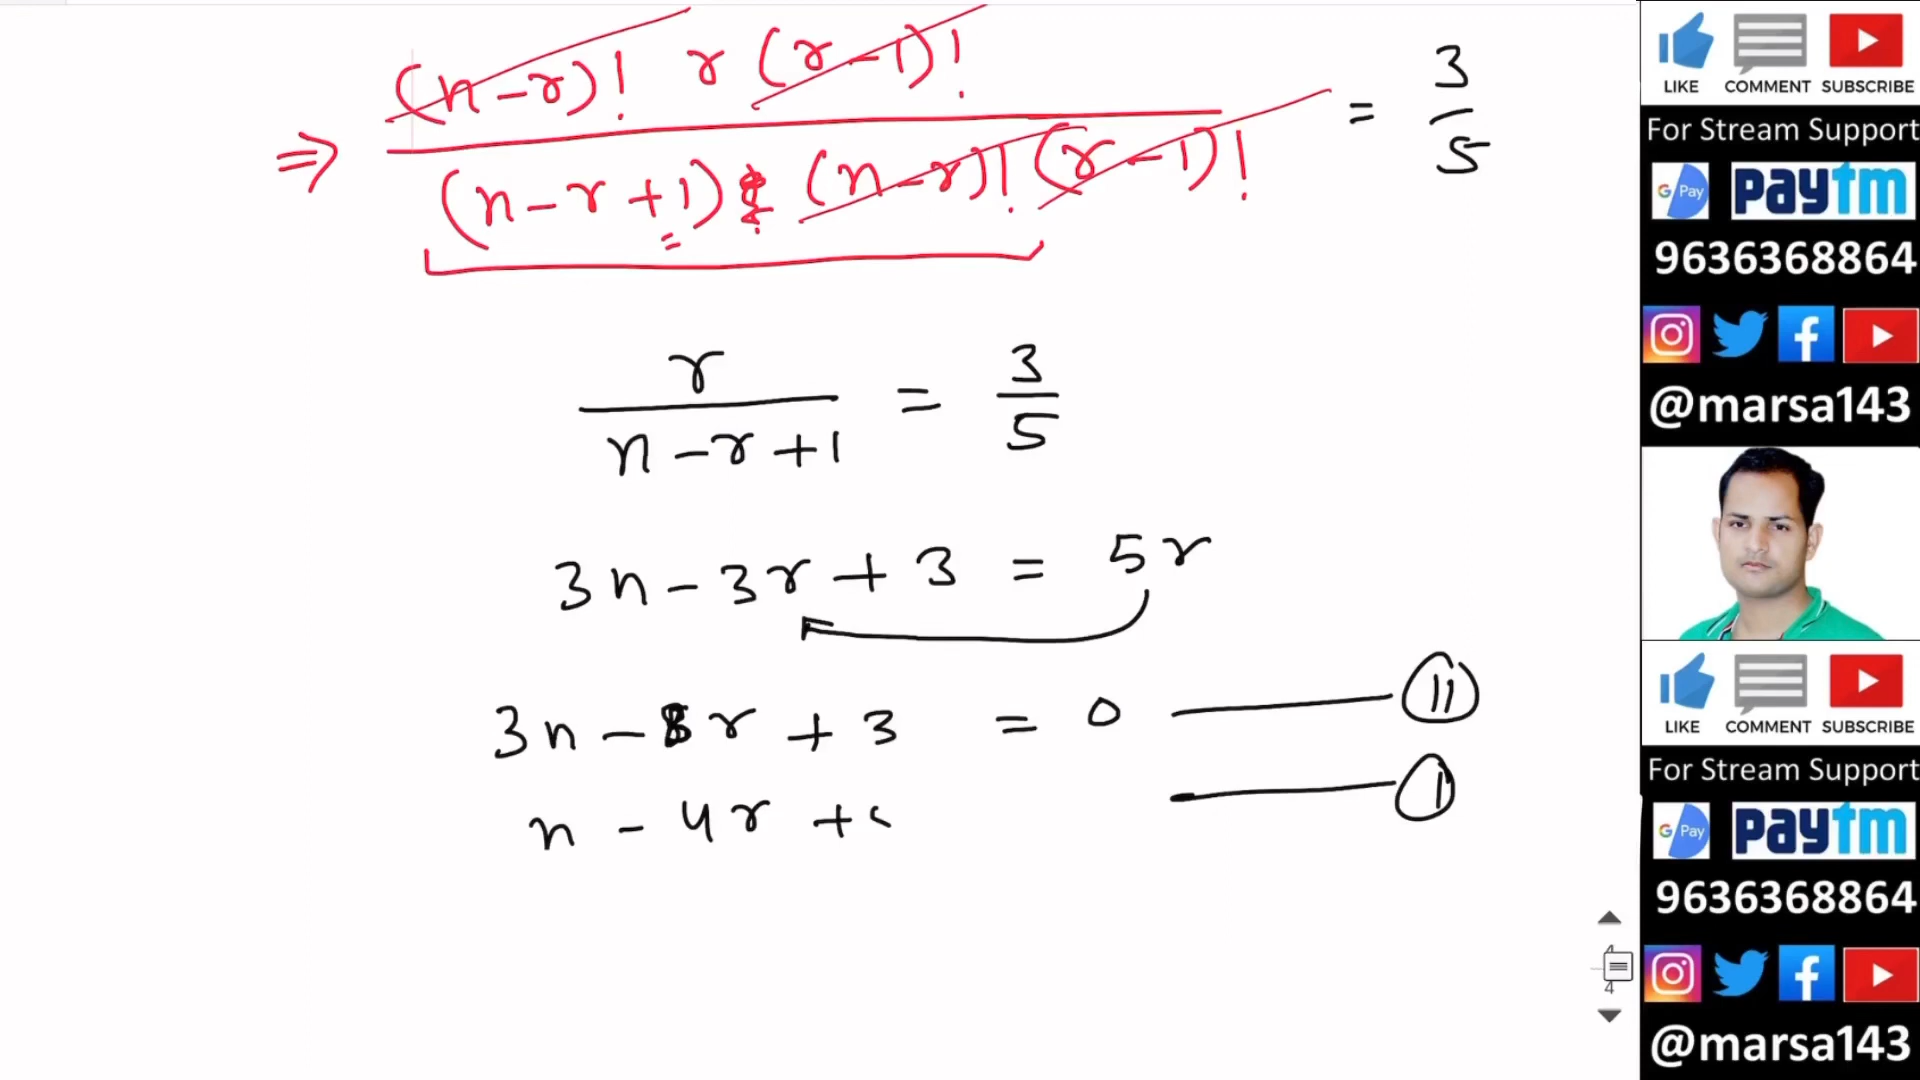 (n-r)! r (r-1)!
⇒ = 3/5
(n-r+1) (n-r)! (r-1)!
r/(n-r+1) = 3/5
3n-3r+3 = 5r
3n-8r+3 = 0 (II)
n-4r+ (I)
LIKE COMMENT SUBSCRIBE
For Stream Support
G Pay paytm
9636368864
@marsa143
LIKE COMMENT SUBSCRIBE
For Stream Support
G Pay paytm
9636368864
@marsa143
4
4